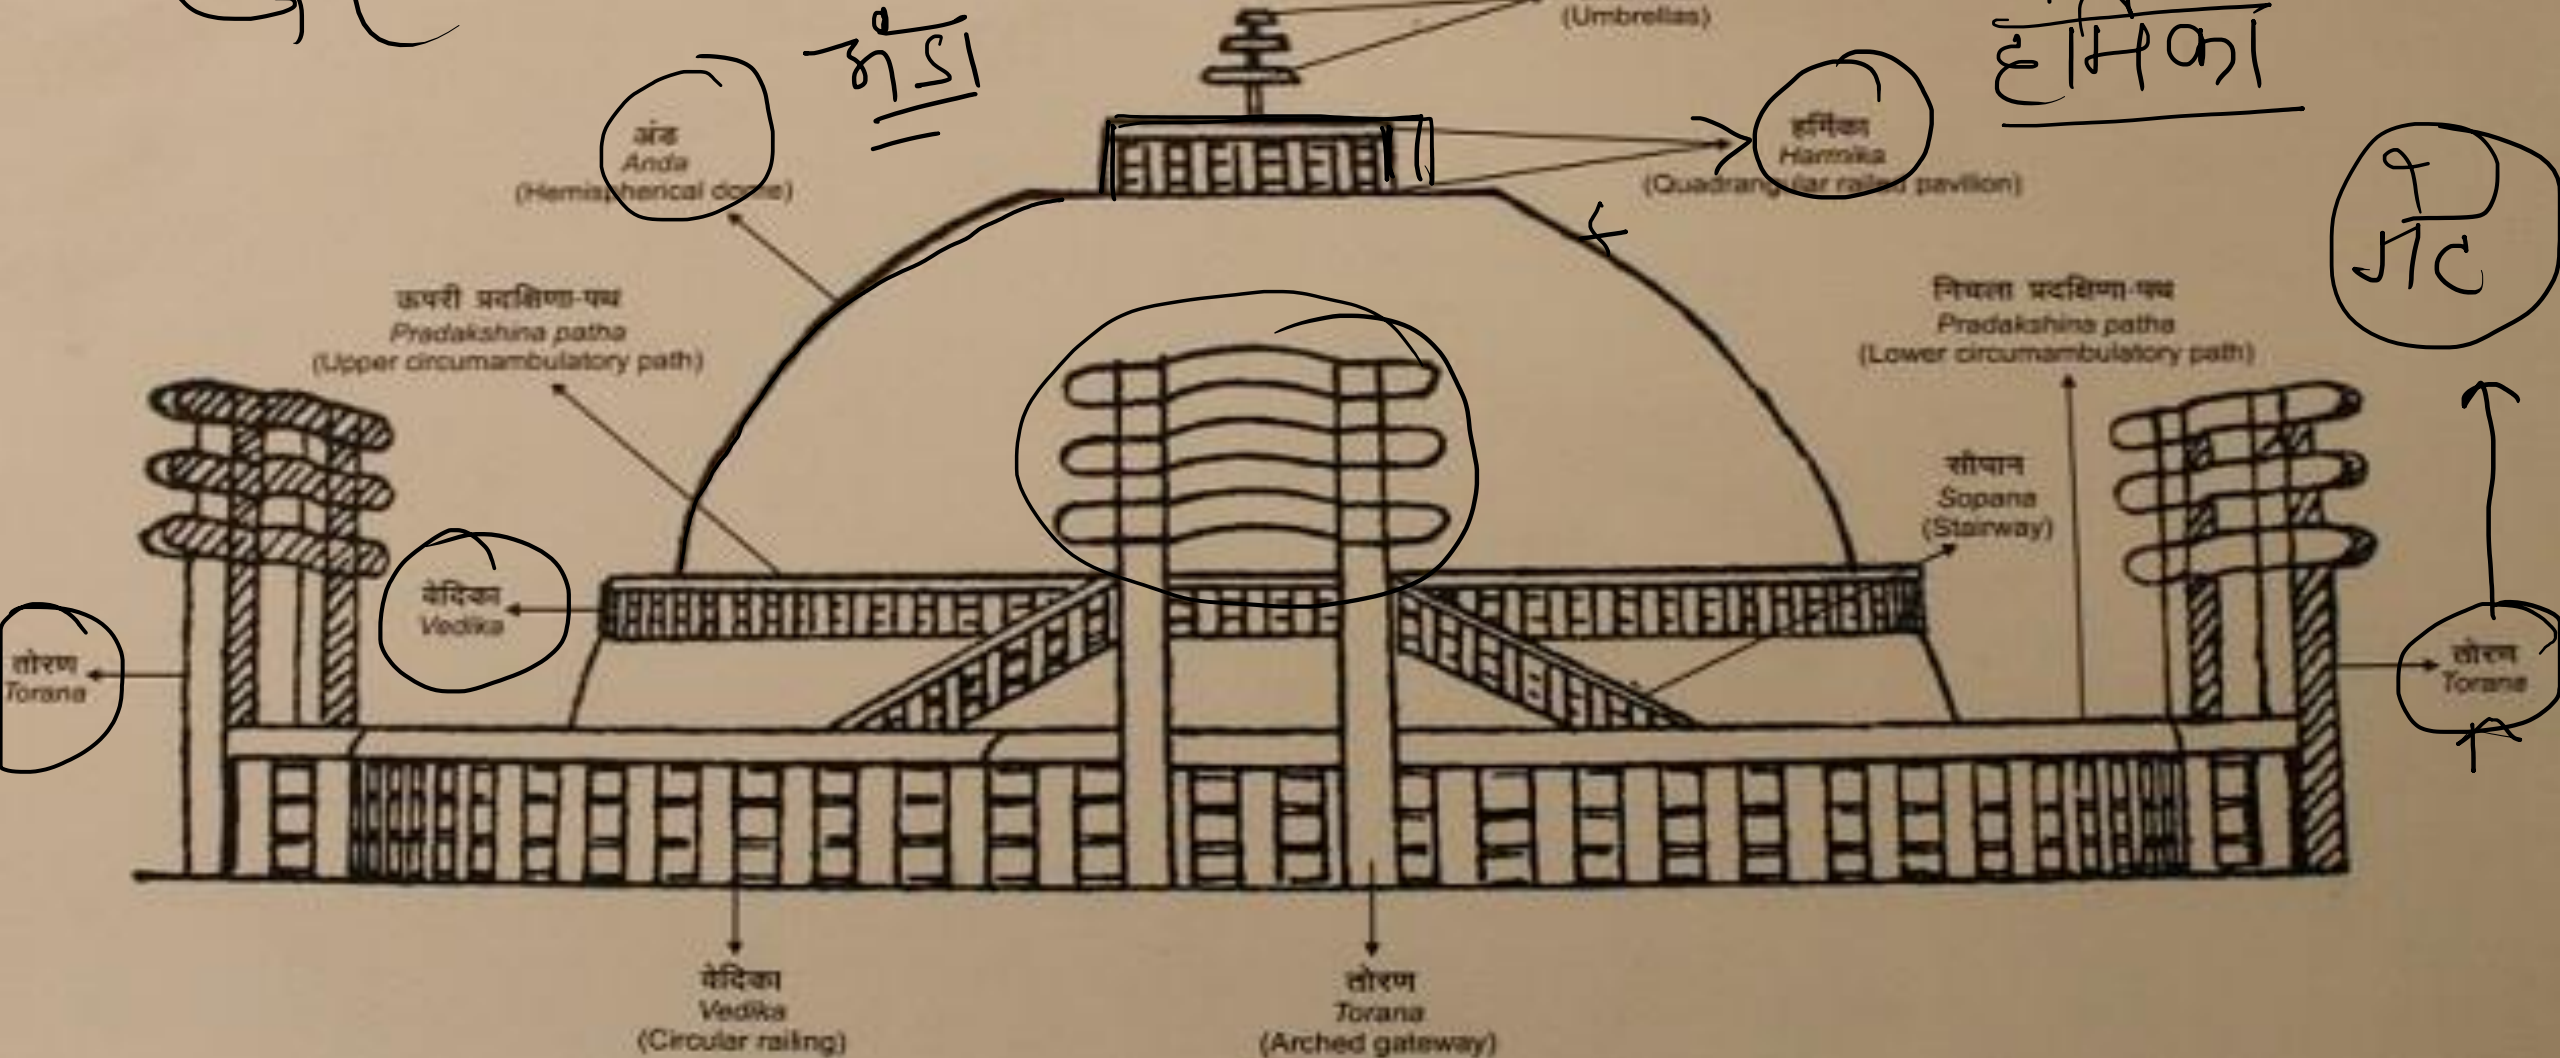 (Umbrellas)
अंडा
हर्मिका
अंड
Anda
(Hemispherical dome)
हर्मिका
Harmika
(Quadrangular railed pavilion)
गेट
ऊपरी प्रदक्षिणा-पथ
Pradakshina patha
(Upper circumambulatory path)
निचला प्रदक्षिणा-पथ
Pradakshina patha
(Lower circumambulatory path)
सोपान
Sopana
(Stairway)
वेदिका
Vedika
तोरण
Torana
तोरण
Torana
वेदिका
Vedika
(Circular railing)
तोरण
Torana
(Arched gateway)